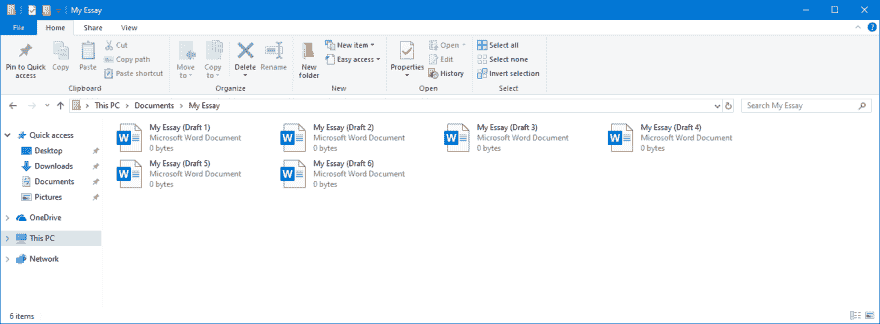 My Essay
File Home Share View
Pin to Quick access
Copy
Paste
Cut
Copy path
Paste shortcut
Clipboard
Move to
Copy to
Delete
Rename
Organize
New folder
New item
Easy access
New
Properties
Open
Edit
History
Open
Select all
Select none
Invert selection
Select
This PC > Documents > My Essay
Search My Essay
Quick access
Desktop
Downloads
Documents
Pictures
OneDrive
This PC
Network
My Essay (Draft 1)
Microsoft Word Document
0 bytes
My Essay (Draft 2)
Microsoft Word Document
0 bytes
My Essay (Draft 3)
Microsoft Word Document
0 bytes
My Essay (Draft 4)
Microsoft Word Document
0 bytes
My Essay (Draft 5)
Microsoft Word Document
0 bytes
My Essay (Draft 6)
Microsoft Word Document
0 bytes
6 items